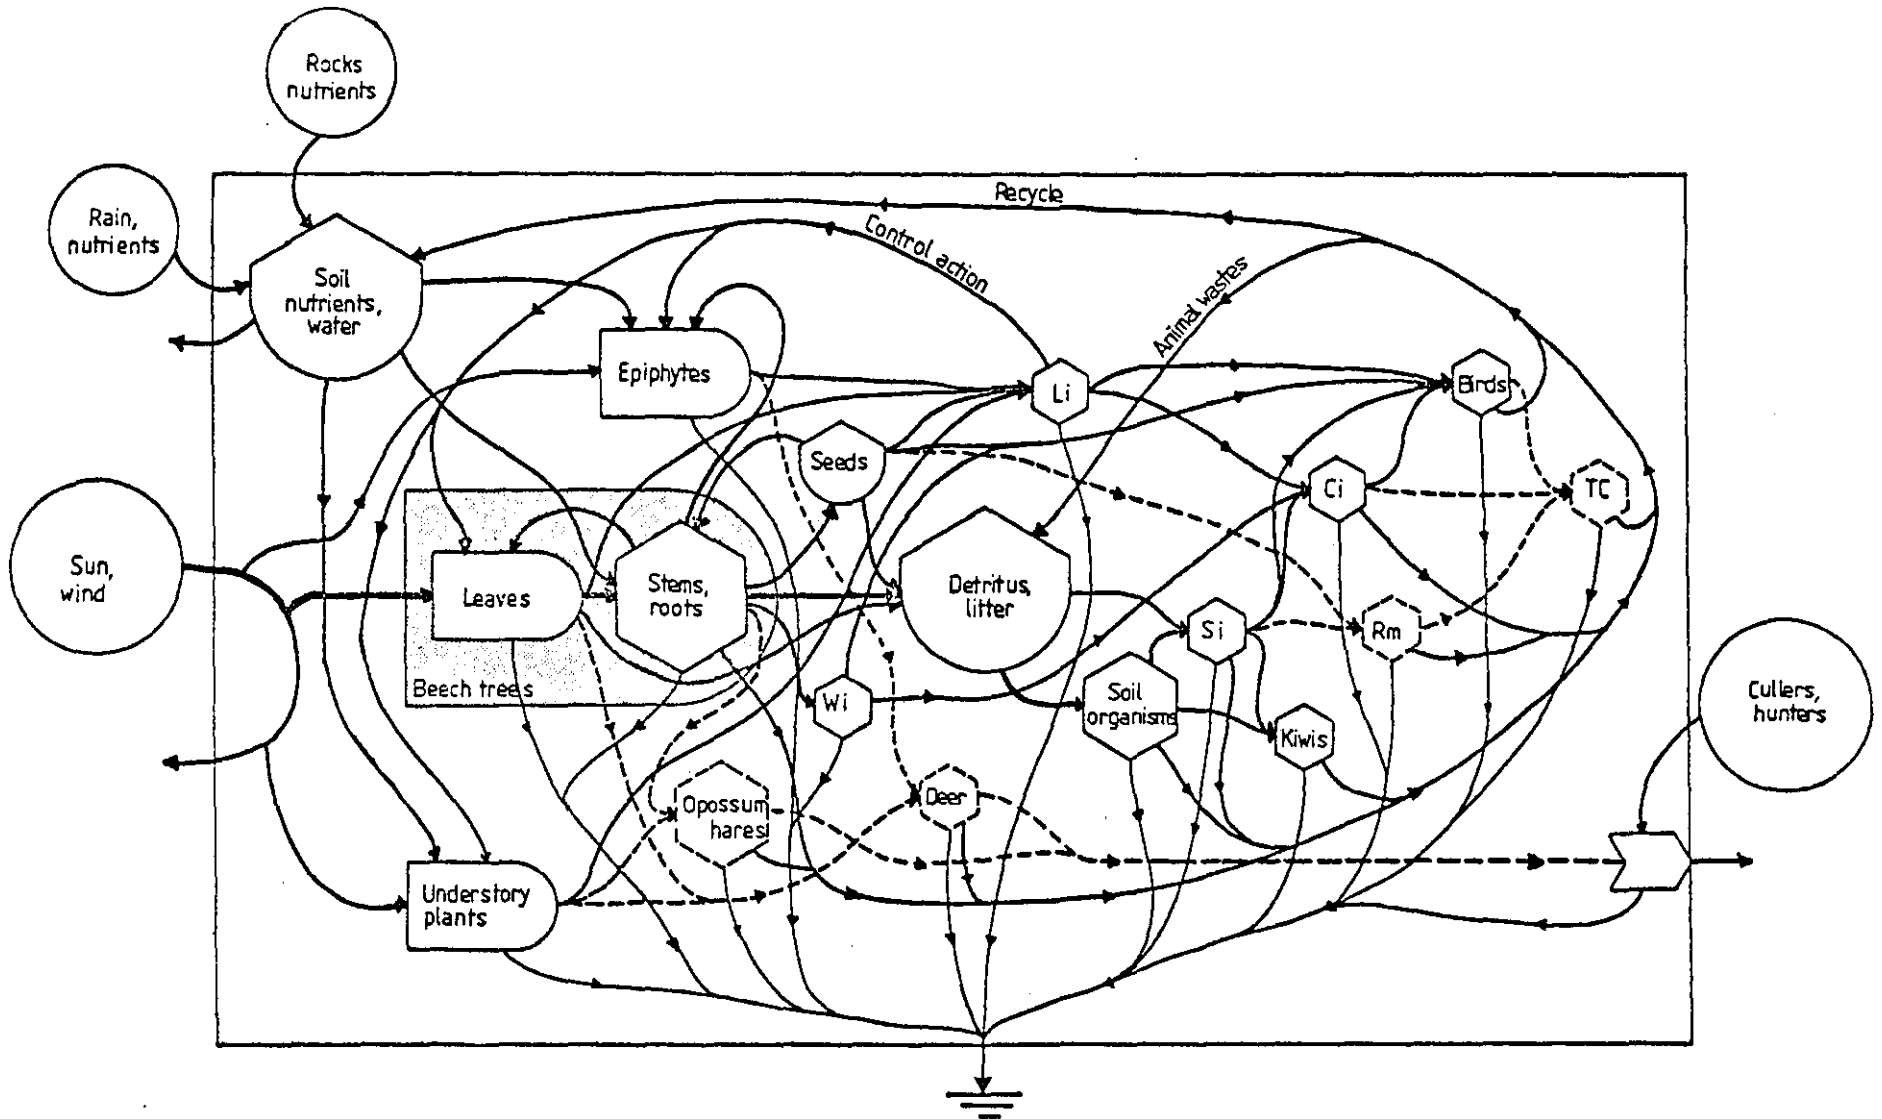 Rocks
nutrients
Rain,
nutrients
Recycle
Control action
Animal wastes
Soil
nutrients,
water
Epiphytes
Li
Birds
Seeds
Ci
TC
Sun,
wind
Leaves
Stems,
roots
Detritus,
litter
Si
Rm
Beech trees
Wi
Soil
organisms
Kiwis
Cullers,
hunters
Opossum
hares
Deer
Understory
plants